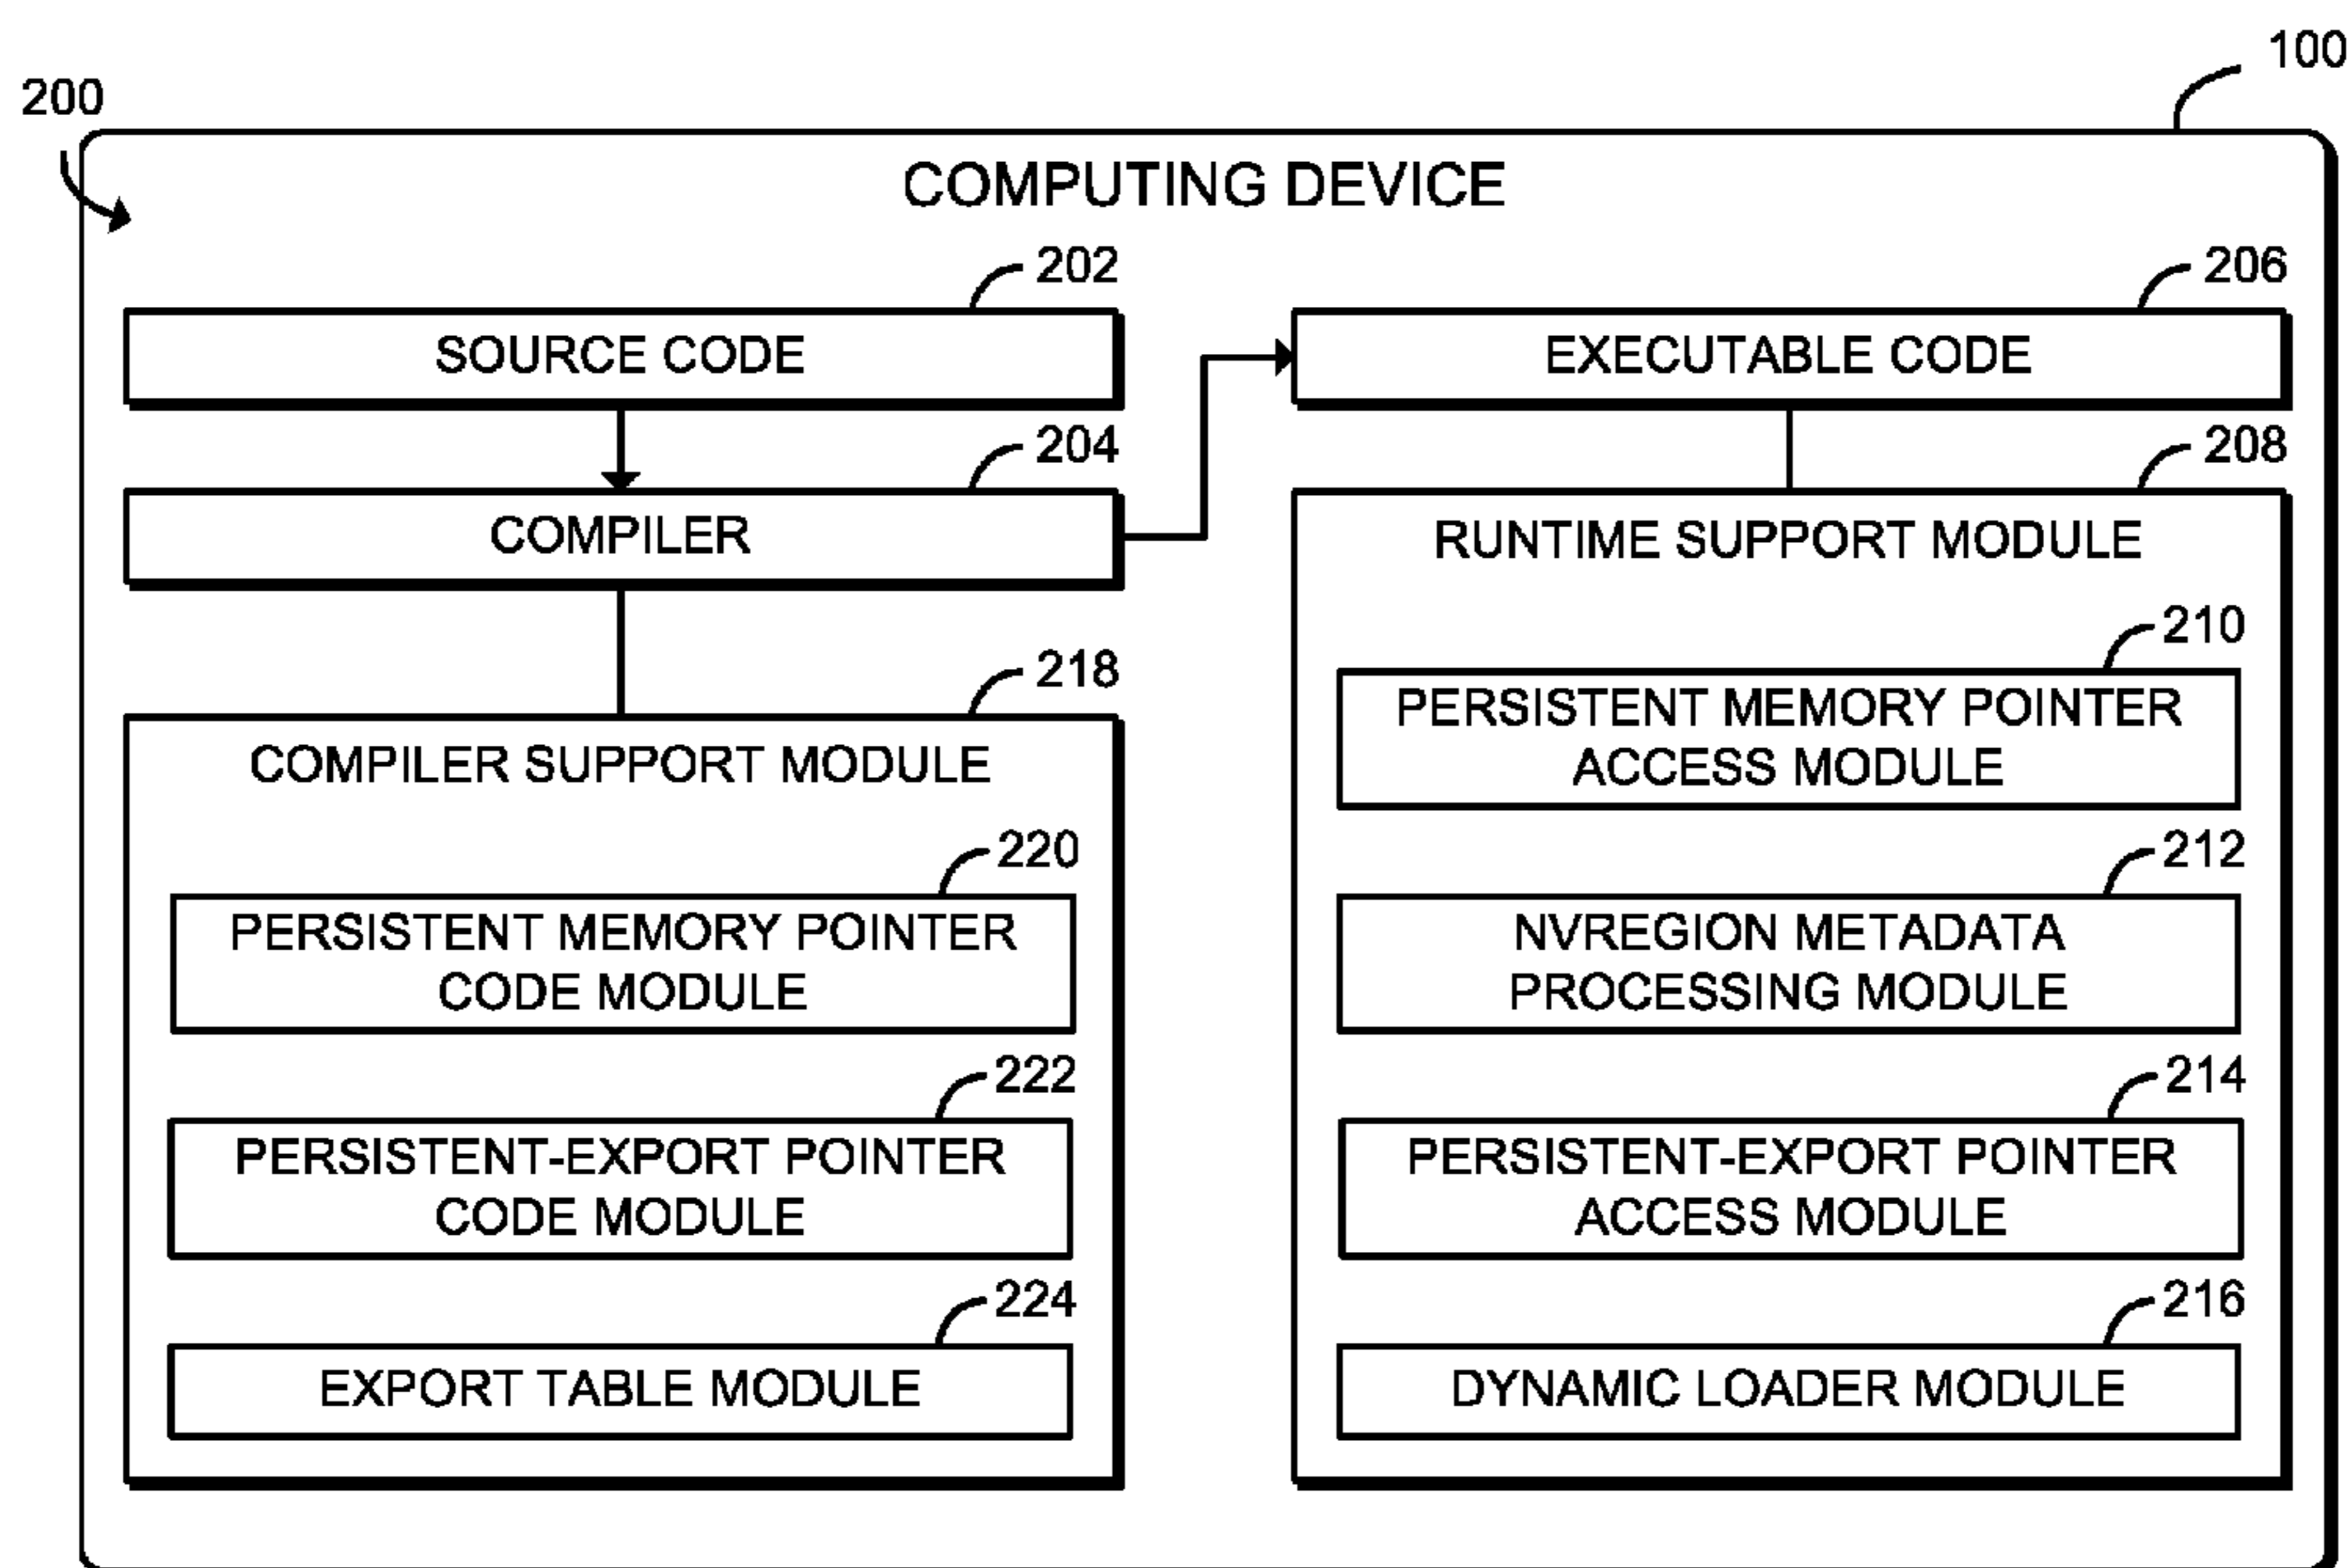 100
200
COMPUTING DEVICE
202
SOURCE CODE
204
COMPILER
218
COMPILER SUPPORT MODULE
220
PERSISTENT MEMORY POINTER
CODE MODULE
222
PERSISTENT-EXPORT POINTER
CODE MODULE
224
EXPORT TABLE MODULE
206
EXECUTABLE CODE
208
RUNTIME SUPPORT MODULE
210
PERSISTENT MEMORY POINTER
ACCESS MODULE
212
NVREGION METADATA
PROCESSING MODULE
214
PERSISTENT-EXPORT POINTER
ACCESS MODULE
216
DYNAMIC LOADER MODULE